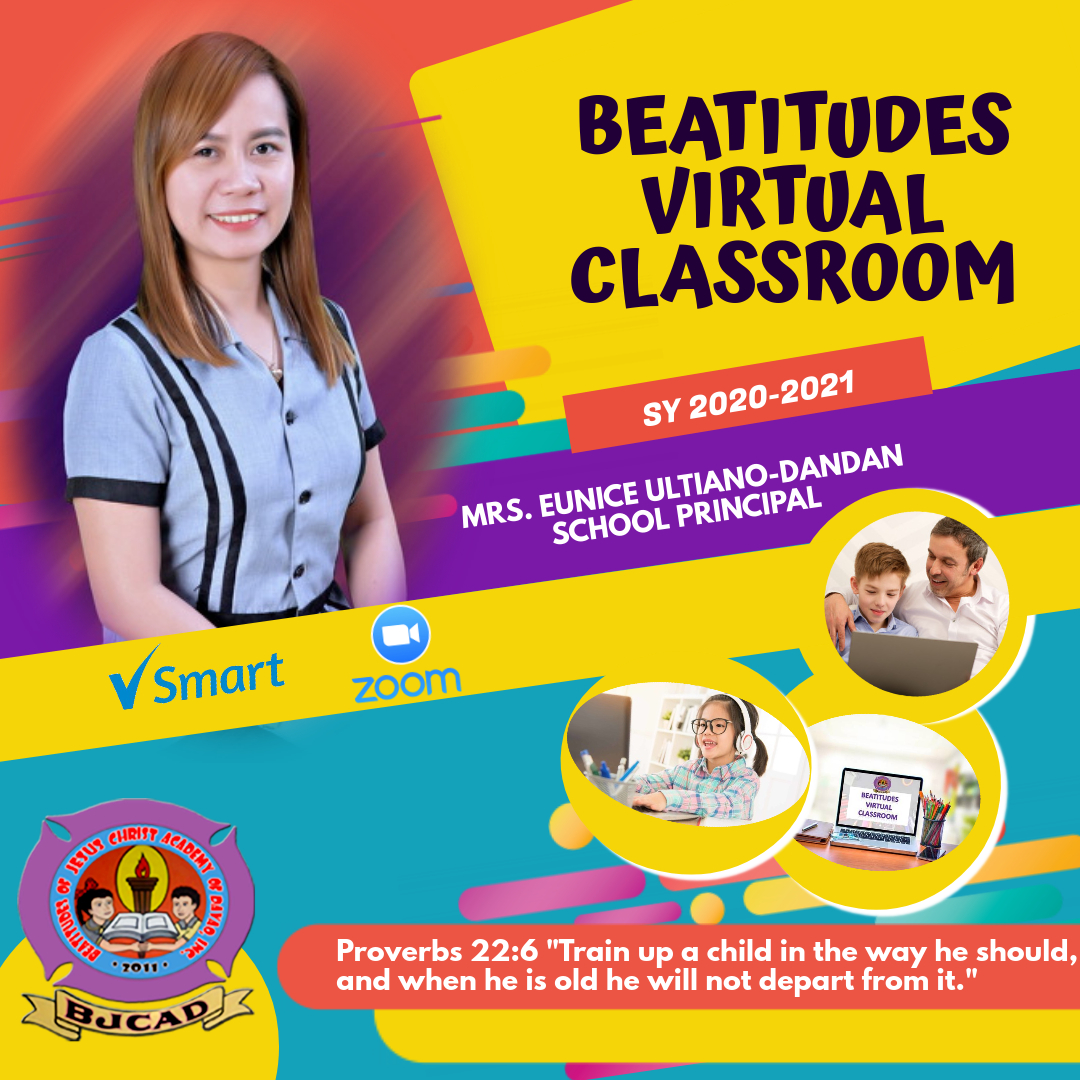 BEATITUDES
VIRTUAL
CLASSROOM
SY 2020-2021
MRS. EUNICE ULTIANO-DANDAN
SCHOOL PRINCIPAL
Smart
zoom
BEATITUDES
VIRTUAL
CLASSROOM
BEATITUDES OF JESUS CHRIST ACADEMY OF DAVAO, INC.
• 2011 •
BJCAD
Proverbs 22:6 "Train up a child in the way he should,
and when he is old he will not depart from it."